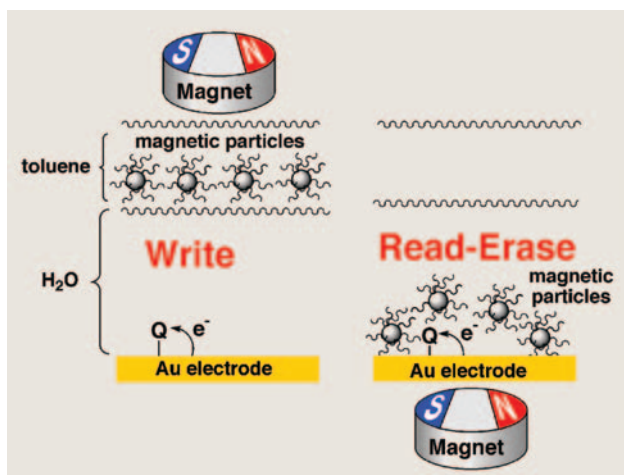 S N
Magnet
magnetic particles
toluene
Write
H₂O
Q e⁻
Au electrode
Read-Erase
magnetic
particles
Q e⁻
Au electrode
S N
Magnet